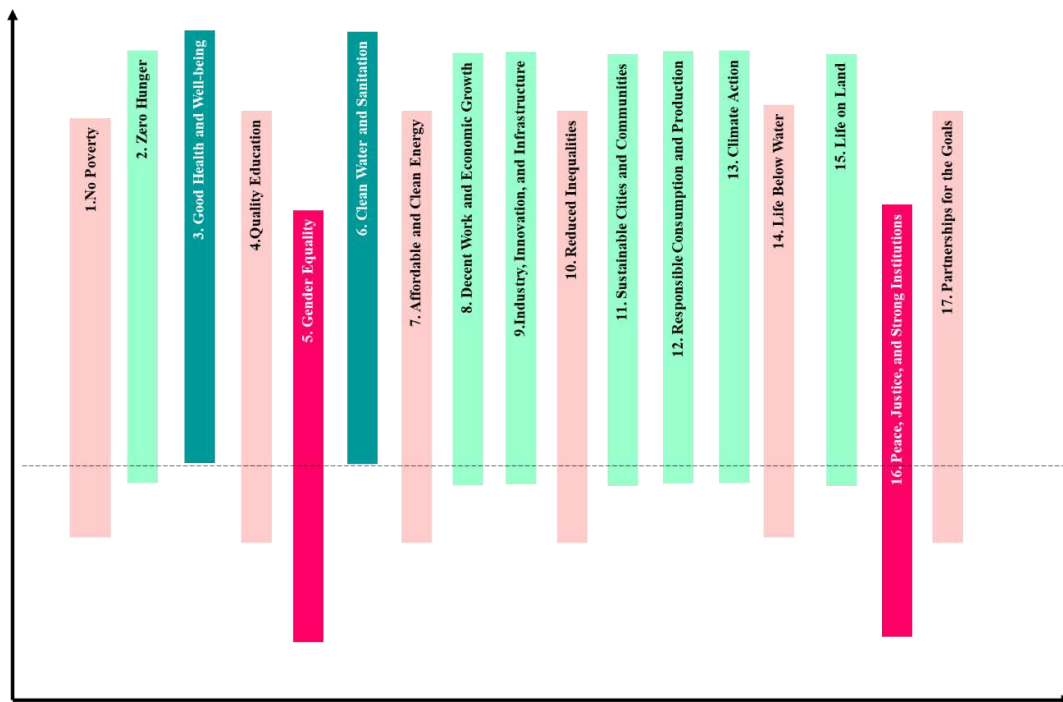 1.No Poverty
2. Zero Hunger
3. Good Health and Well-being
4.Quality Education
5. Gender Equality
6. Clean Water and Sanitation
7. Affordable and Clean Energy
8. Decent Work and Economic Growth
9.Industry, Innovation, and Infrastructure
10. Reduced Inequalities
11. Sustainable Cities and Communities
12. Responsible Consumption and Production
13. Climate Action
14. Life Below Water
15. Life on Land
16. Peace, Justice, and Strong Institutions
17. Partnerships for the Goals